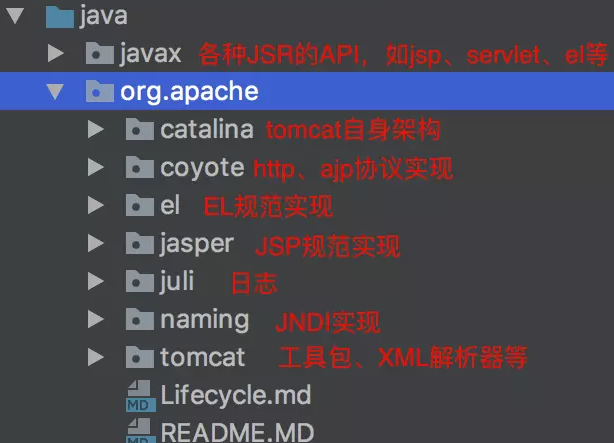 java
javax 各种JSR的API，如jsp、servlet、el等
org.apache
catalina tomcat自身架构
coyote http、ajp协议实现
el EL规范实现
jasper JSP规范实现
juli 日志
naming JNDI实现
tomcat 工具包、XML解析器等
MD Lifecycle.md
MD README.MD